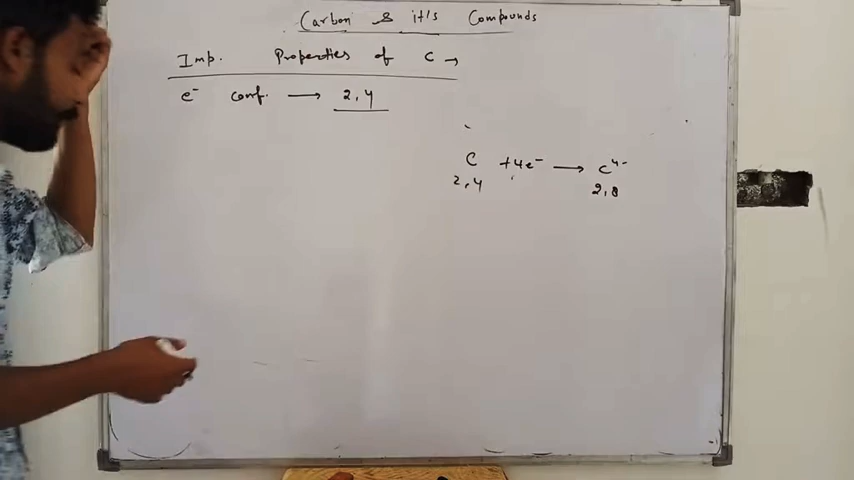 Carbon & it's Compounds
Imp. Properties of C →
e⁻ conf. → 2,4
C +4e⁻ → C⁴⁻
2,4 2,8